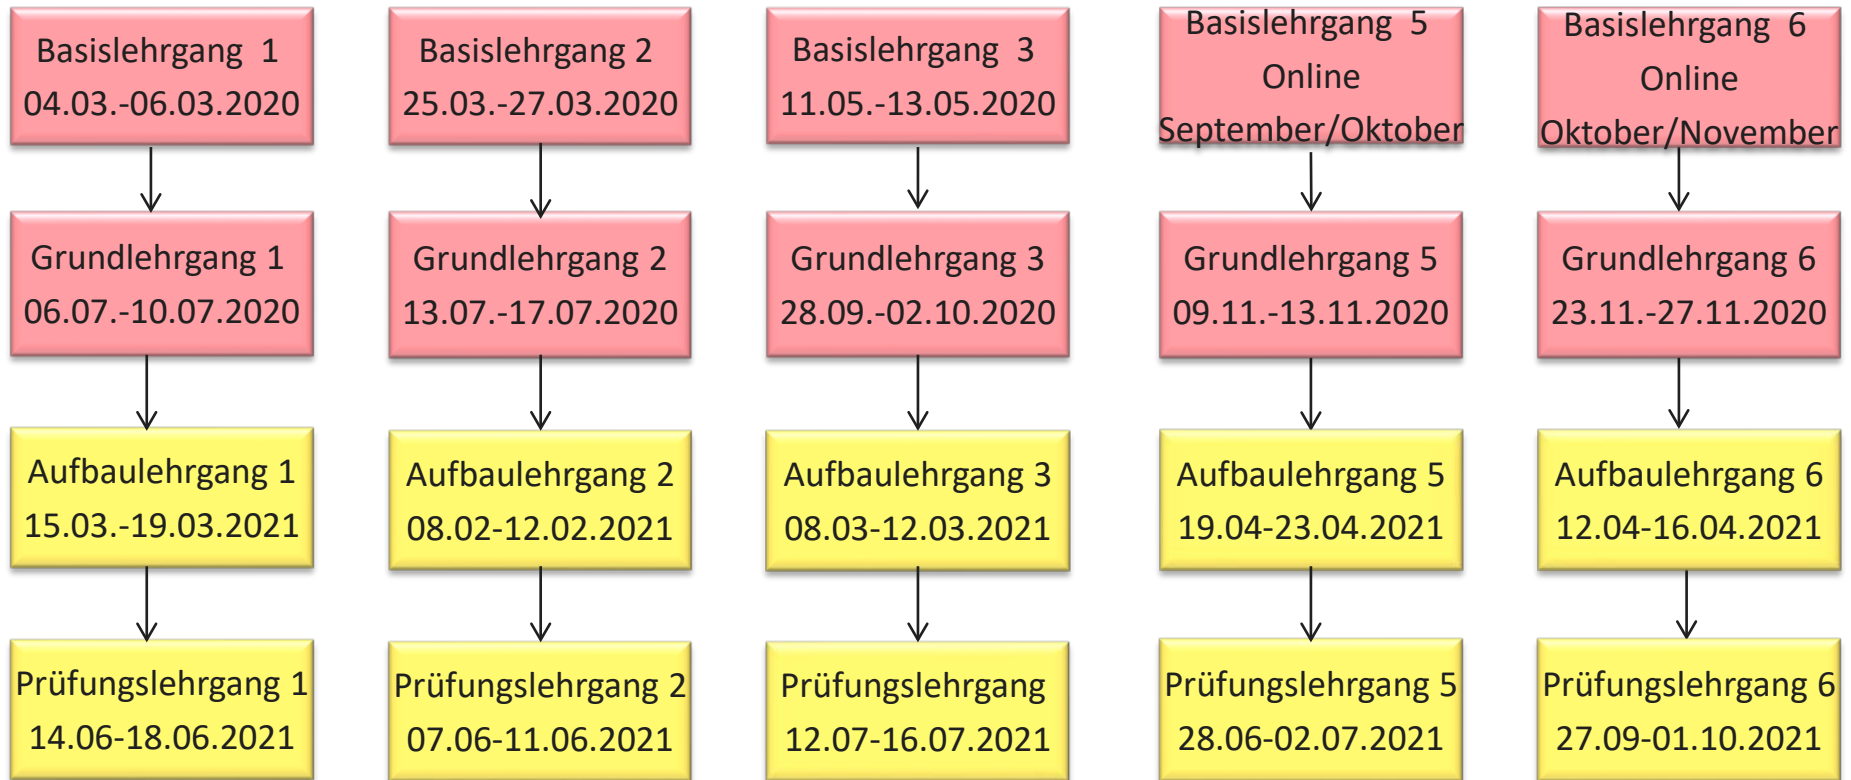 Basislehrgang  1
04.03.-06.03.2020
Basislehrgang 2
25.03.-27.03.2020
Basislehrgang  3
11.05.-13.05.2020
Basislehrgang  5
Online
September/Oktober
Basislehrgang  6
Online
Oktober/November
Grundlehrgang 1
06.07.-10.07.2020
Grundlehrgang 2
13.07.-17.07.2020
Grundlehrgang 3
28.09.-02.10.2020
Grundlehrgang 5
09.11.-13.11.2020
Grundlehrgang 6
23.11.-27.11.2020
Aufbaulehrgang 1
15.03.-19.03.2021
Aufbaulehrgang 2
08.02-12.02.2021
Aufbaulehrgang 3
08.03-12.03.2021
Aufbaulehrgang 5
19.04-23.04.2021
Aufbaulehrgang 6
12.04-16.04.2021
Prüfungslehrgang 1
14.06-18.06.2021
Prüfungslehrgang 2
07.06-11.06.2021
Prüfungslehrgang
12.07-16.07.2021
Prüfungslehrgang 5
28.06-02.07.2021
Prüfungslehrgang 6
27.09-01.10.2021